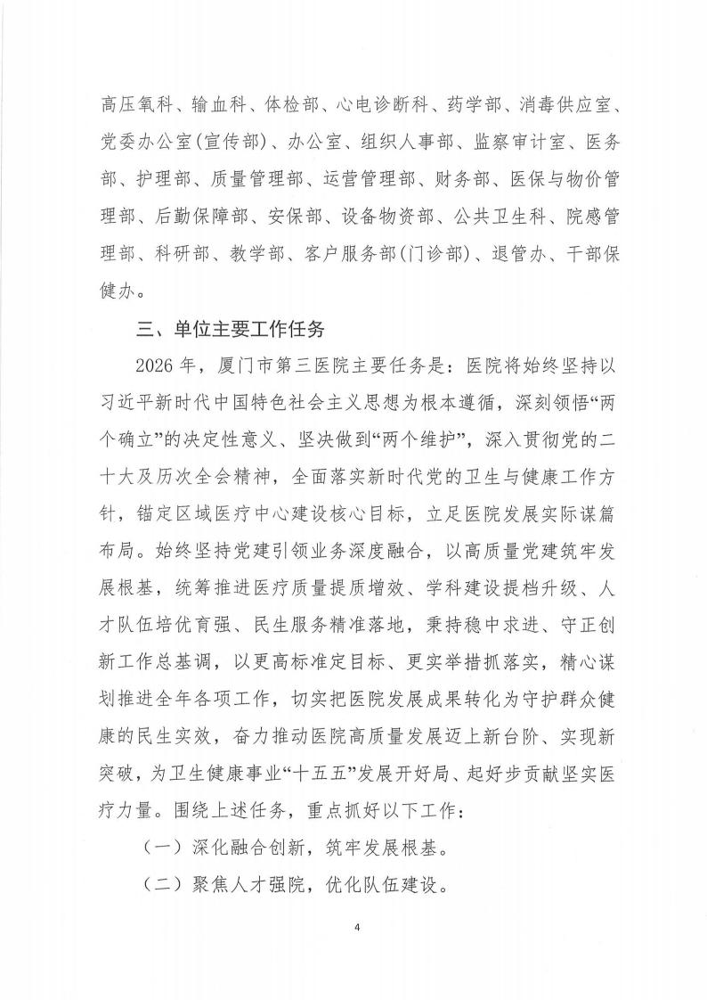 高压氧科、输血科、体检部、心电诊断科、药学部、消毒供应室、
党委办公室(宣传部)、办公室、组织人事部、监察审计室、医务
部、护理部、质量管理部、运营管理部、财务部、医保与物价管
理部、后勤保障部、安保部、设备物资部、公共卫生科、院感管
理部、科研部、教学部、客户服务部(门诊部)、退管办、干部保
健办。
三、单位主要工作任务
2026 年，厦门市第三医院主要任务是：医院将始终坚持以
习近平新时代中国特色社会主义思想为根本遵循，深刻领悟“两
个确立”的决定性意义、坚决做到“两个维护”，深入贯彻党的二
十大及历次全会精神，全面落实新时代党的卫生与健康工作方
针，锚定区域医疗中心建设核心目标，立足医院发展实际谋篇
布局。始终坚持党建引领业务深度融合，以高质量党建筑牢发
展根基，统筹推进医疗质量提质增效、学科建设提档升级、人
才队伍培优育强、民生服务精准落地，秉持稳中求进、守正创
新工作总基调，以更高标准定目标、更实举措抓落实，精心谋
划推进全年各项工作，切实把医院发展成果转化为守护群众健
康的民生实效，奋力推动医院高质量发展迈上新台阶、实现新
突破，为卫生健康事业“十五五”发展开好局、起好步贡献坚实医
疗力量。围绕上述任务，重点抓好以下工作：
（一）深化融合创新，筑牢发展根基。
（二）聚焦人才强院，优化队伍建设。
4